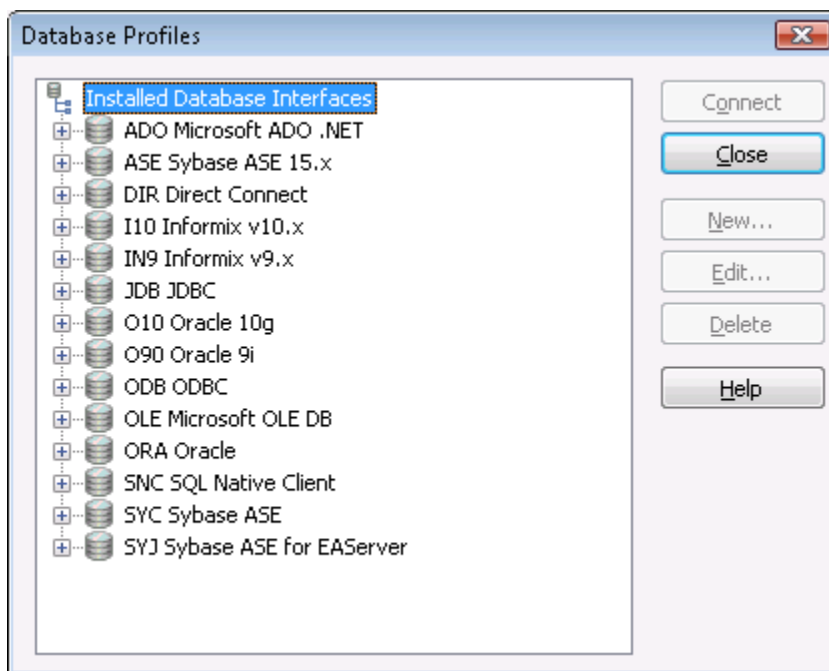 Database Profiles
Installed Database Interfaces
ADO Microsoft ADO .NET
ASE Sybase ASE 15.x
DIR Direct Connect
I10 Informix v10.x
IN9 Informix v9.x
JDB JDBC
O10 Oracle 10g
O90 Oracle 9i
ODB ODBC
OLE Microsoft OLE DB
ORA Oracle
SNC SQL Native Client
SYC Sybase ASE
SYJ Sybase ASE for EAServer
Connect
Close
New...
Edit...
Delete
Help